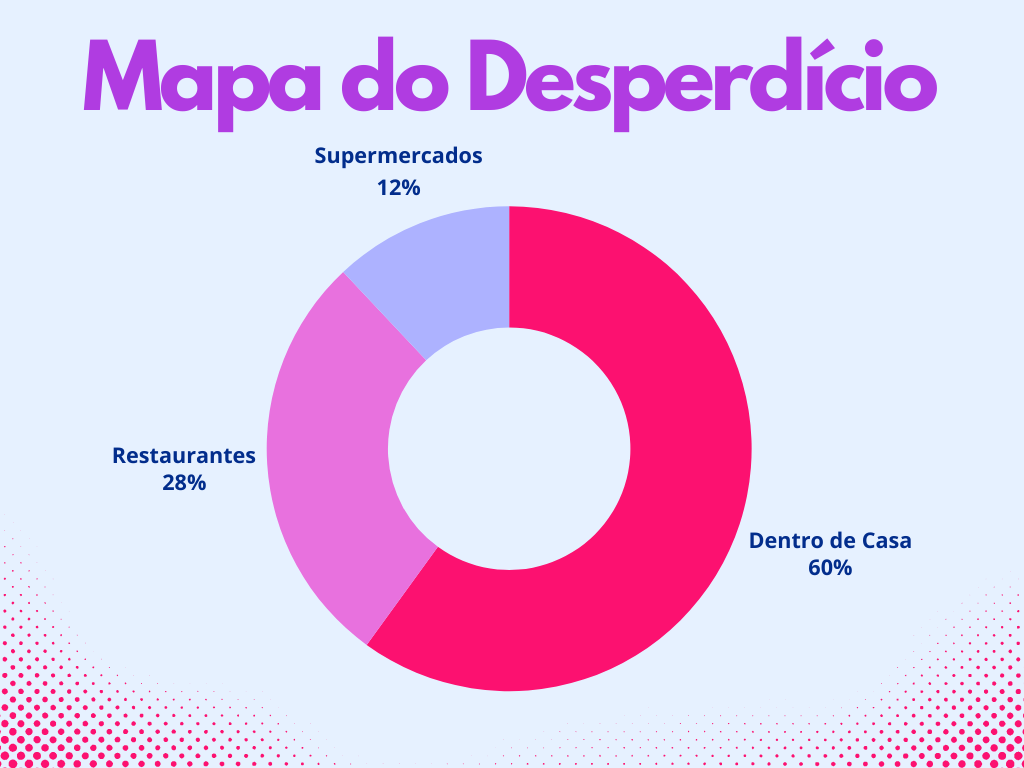 Mapa do Desperdício
Supermercados
12%
Restaurantes
28%
Dentro de Casa
60%